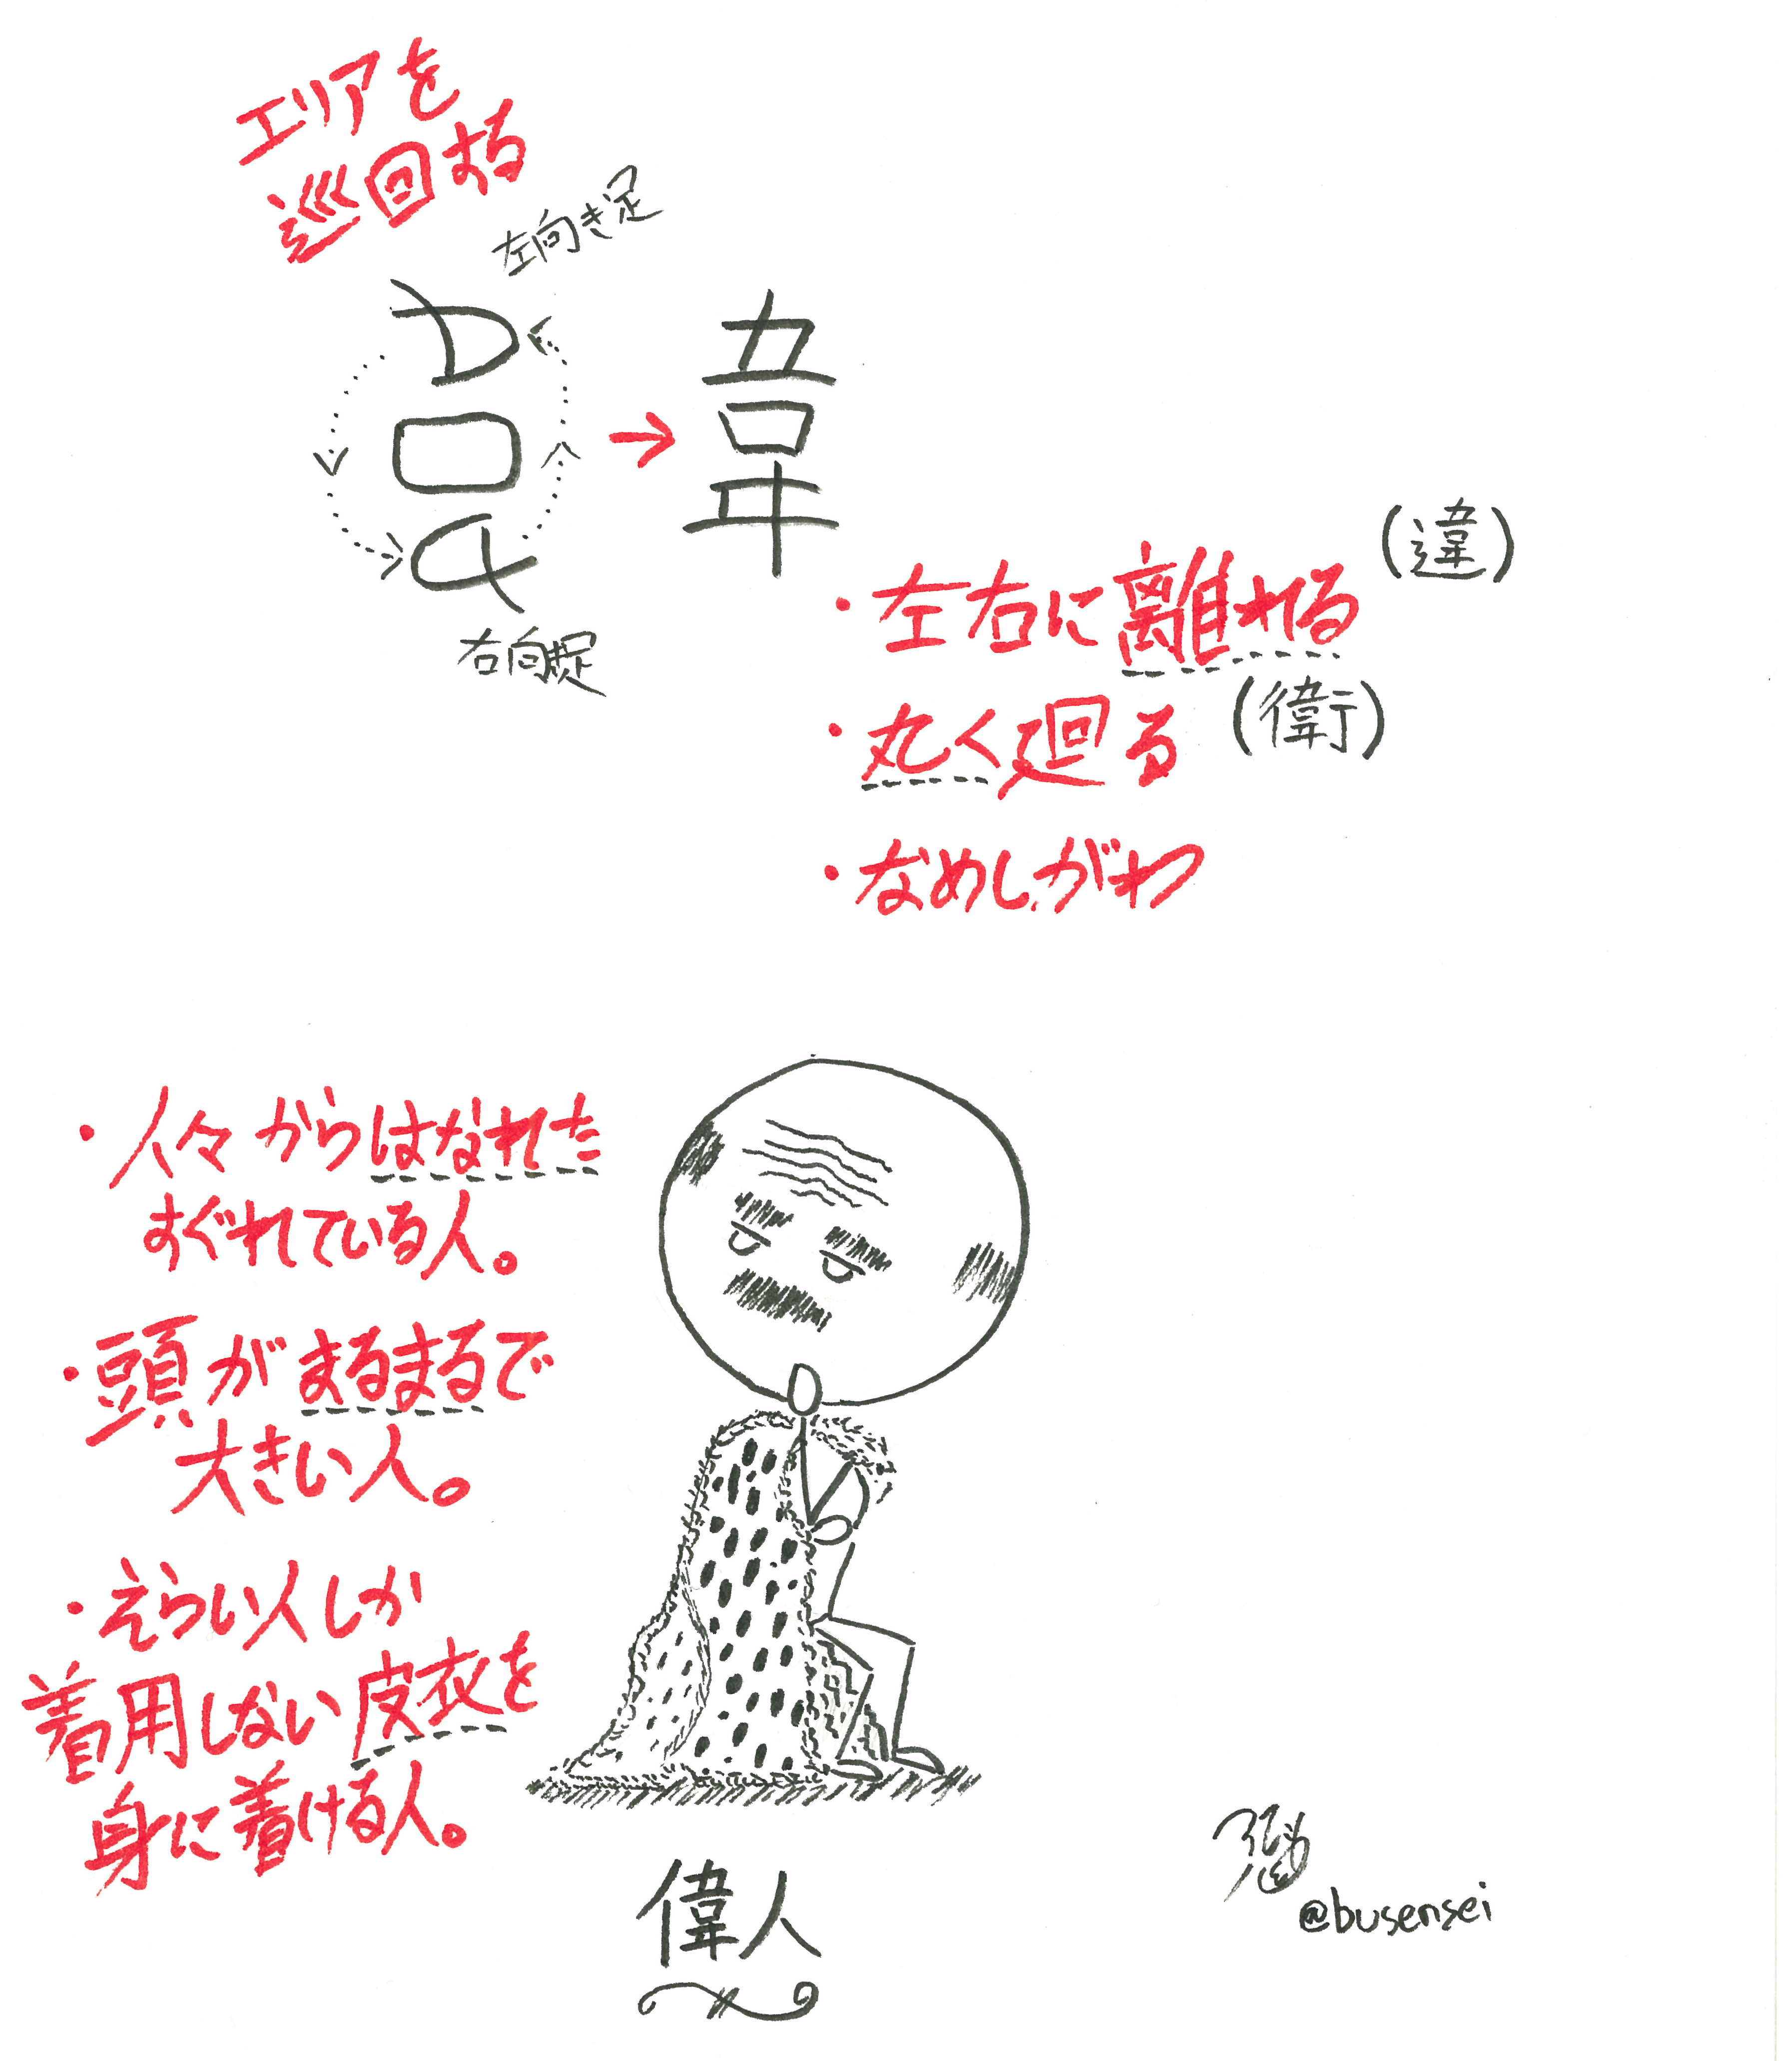 エリアを
巡回する
左向き足
→ 韋
右向き足
・左右に離れる (違)
・丸く廻る (衛)
・なめしがわ
・人々からはなれた
すぐれている人。
・頭がまるまるで
大きい人。
・えらい人しか
着用しない皮衣を
身に着ける人。
偉人
@busensei